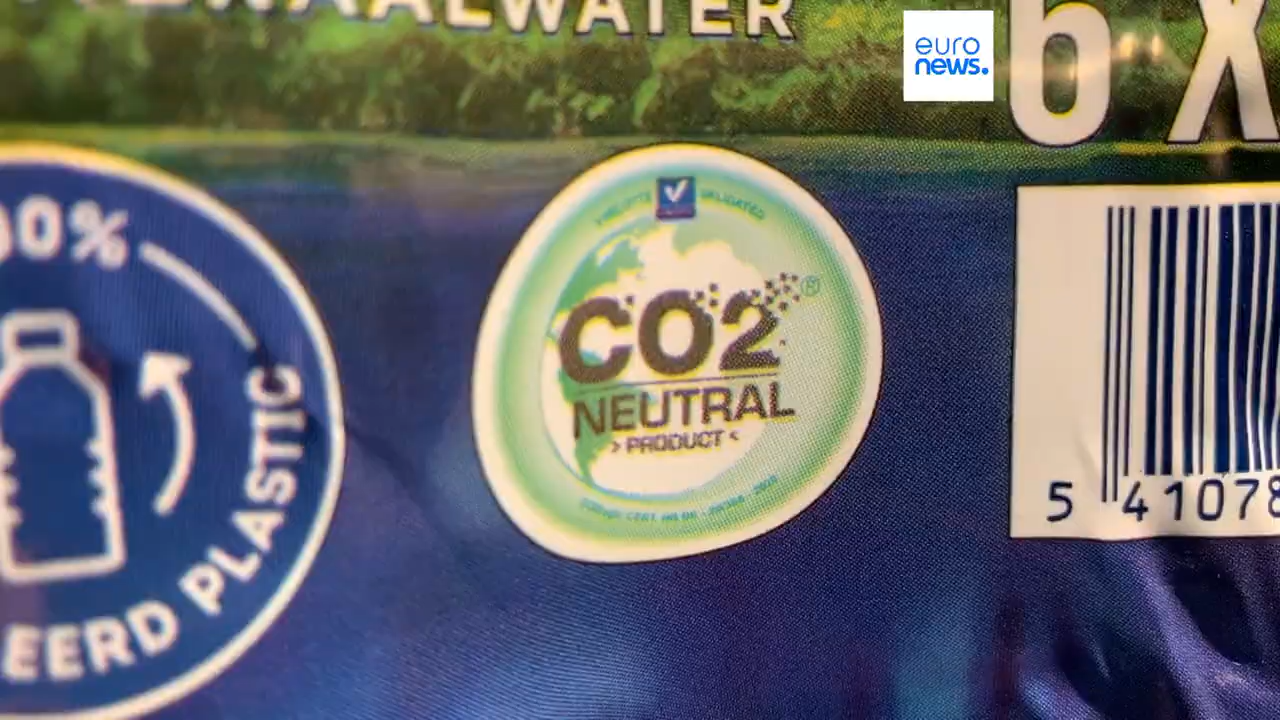 AALWATER
euro
news.
6 X
00%
PLASTIC
EERD
CO2®
NEUTRAL
> PRODUCT <
5 41078